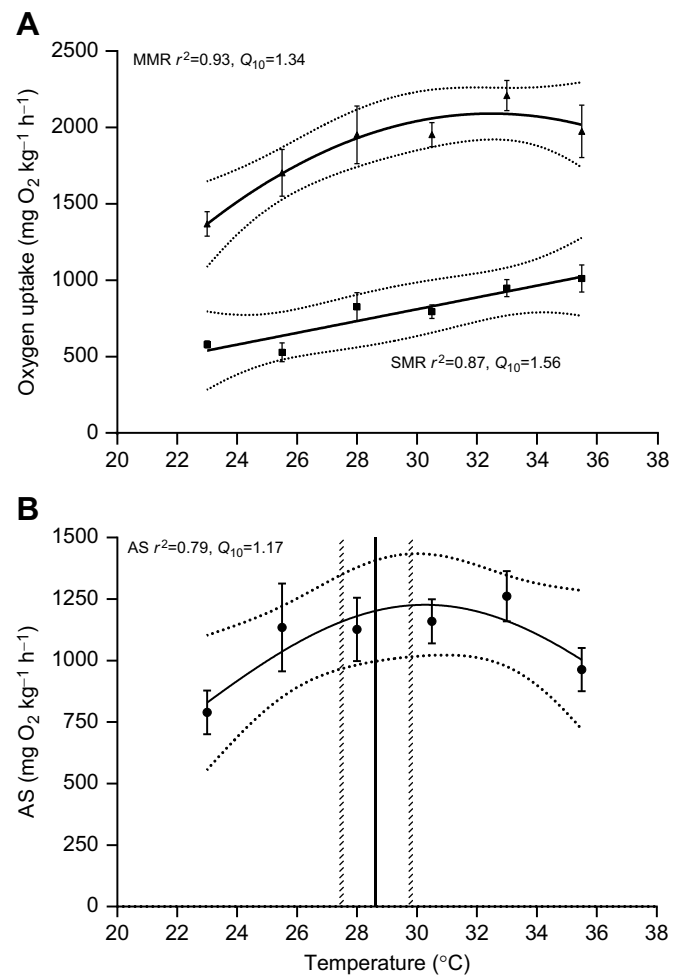 A
MMR r²=0.93, Q₁₀=1.34
2500
2000
1500
1000
500
0
Oxygen uptake (mg O₂ kg⁻¹ h⁻¹)
SMR r²=0.87, Q₁₀=1.56
20 22 24 26 28 30 32 34 36 38
B
AS r²=0.79, Q₁₀=1.17
1500
1250
1000
750
500
250
0
AS (mg O₂ kg⁻¹ h⁻¹)
20 22 24 26 28 30 32 34 36 38
Temperature (°C)